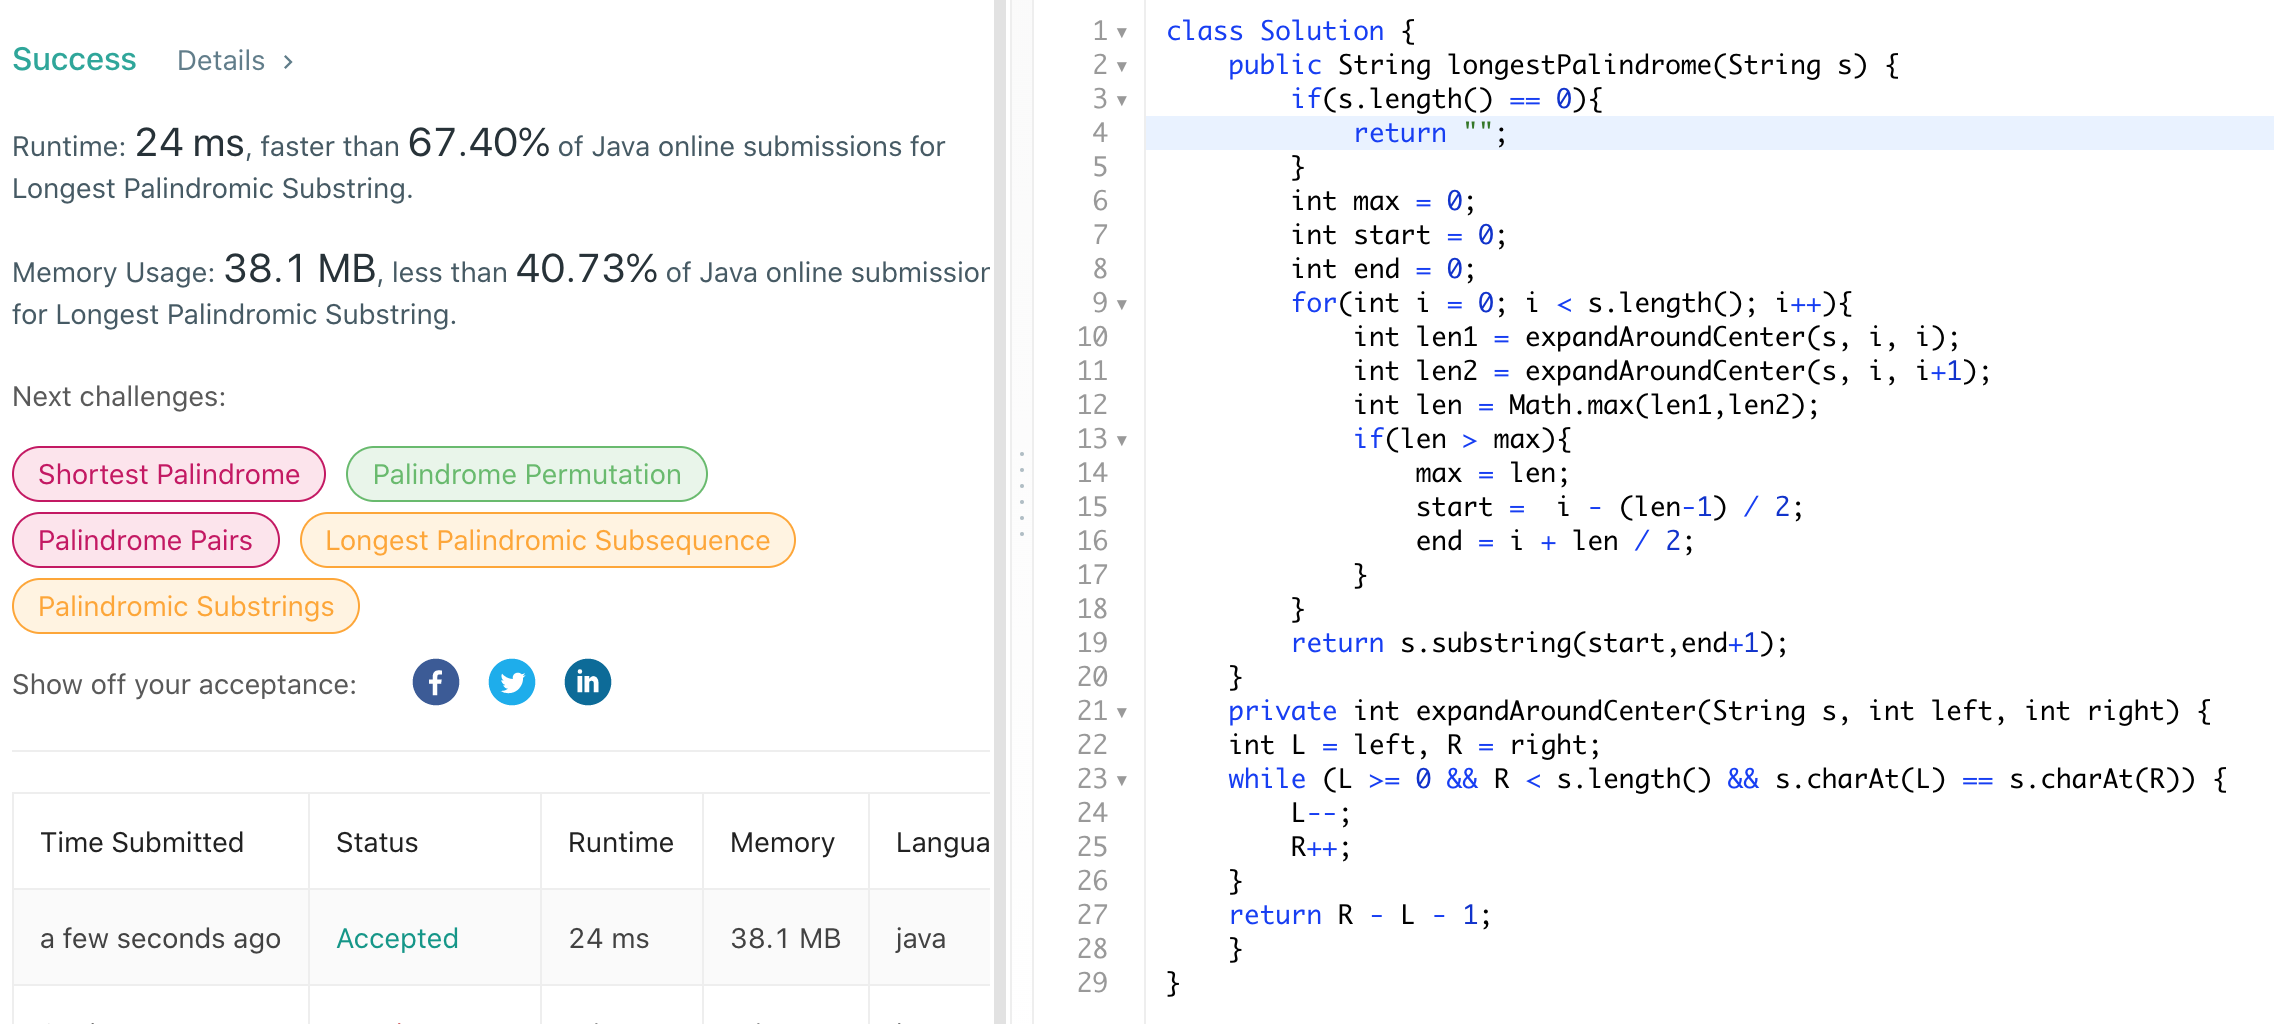 Success Details >
Runtime: 24 ms, faster than 67.40% of Java online submissions for
Longest Palindromic Substring.
Memory Usage: 38.1 MB, less than 40.73% of Java online submission
for Longest Palindromic Substring.
Next challenges:
Shortest Palindrome Palindrome Permutation
Palindrome Pairs Longest Palindromic Subsequence
Palindromic Substrings
Show off your acceptance: f in
Time Submitted Status Runtime Memory Langua
a few seconds ago Accepted 24 ms 38.1 MB java
1 class Solution {
2     public String longestPalindrome(String s) {
3         if(s.length() == 0){
4             return "";
5         }
6         int max = 0;
7         int start = 0;
8         int end = 0;
9         for(int i = 0; i < s.length(); i++){
10             int len1 = expandAroundCenter(s, i, i);
11             int len2 = expandAroundCenter(s, i, i+1);
12             int len = Math.max(len1,len2);
13             if(len > max){
14                 max = len;
15                 start =  i - (len-1) / 2;
16                 end = i + len / 2;
17             }
18         }
19         return s.substring(start,end+1);
20     }
21     private int expandAroundCenter(String s, int left, int right) {
22     int L = left, R = right;
23     while (L >= 0 && R < s.length() && s.charAt(L) == s.charAt(R)) {
24         L--;
25         R++;
26     }
27     return R - L - 1;
28     }
29 }